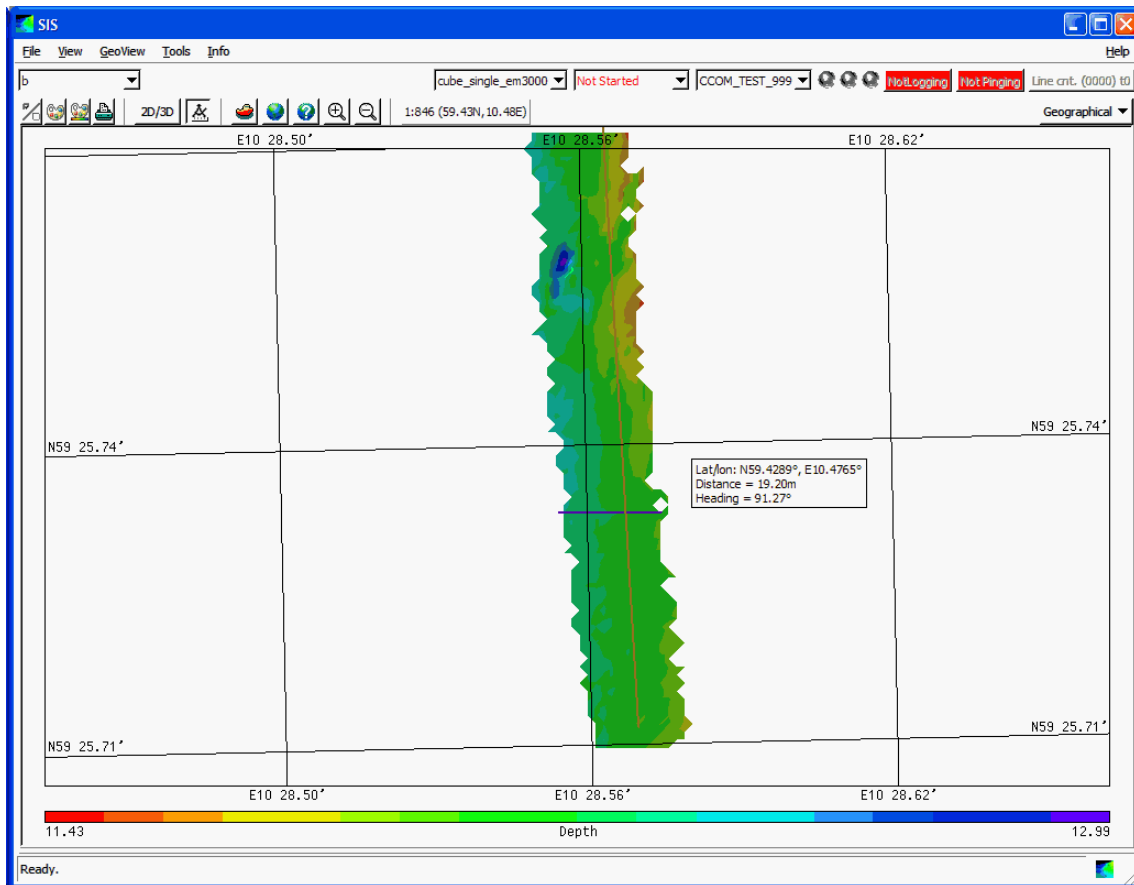 SIS
File View GeoView Tools Info Help
b cube_single_em3000 Not Started CCOM_TEST_999 NotLogging Not Pinging Line cnt. (0000) t0
2D/3D 1:846 (59.43N,10.48E) Geographical
E10 28.50' E10 28.56' E10 28.62'
N59 25.74' N59 25.74'
Lat/lon: N59.4289°, E10.4765°
Distance = 19.20m
Heading = 91.27°
N59 25.71' N59 25.71'
E10 28.50' E10 28.56' E10 28.62'
11.43 Depth 12.99
Ready.